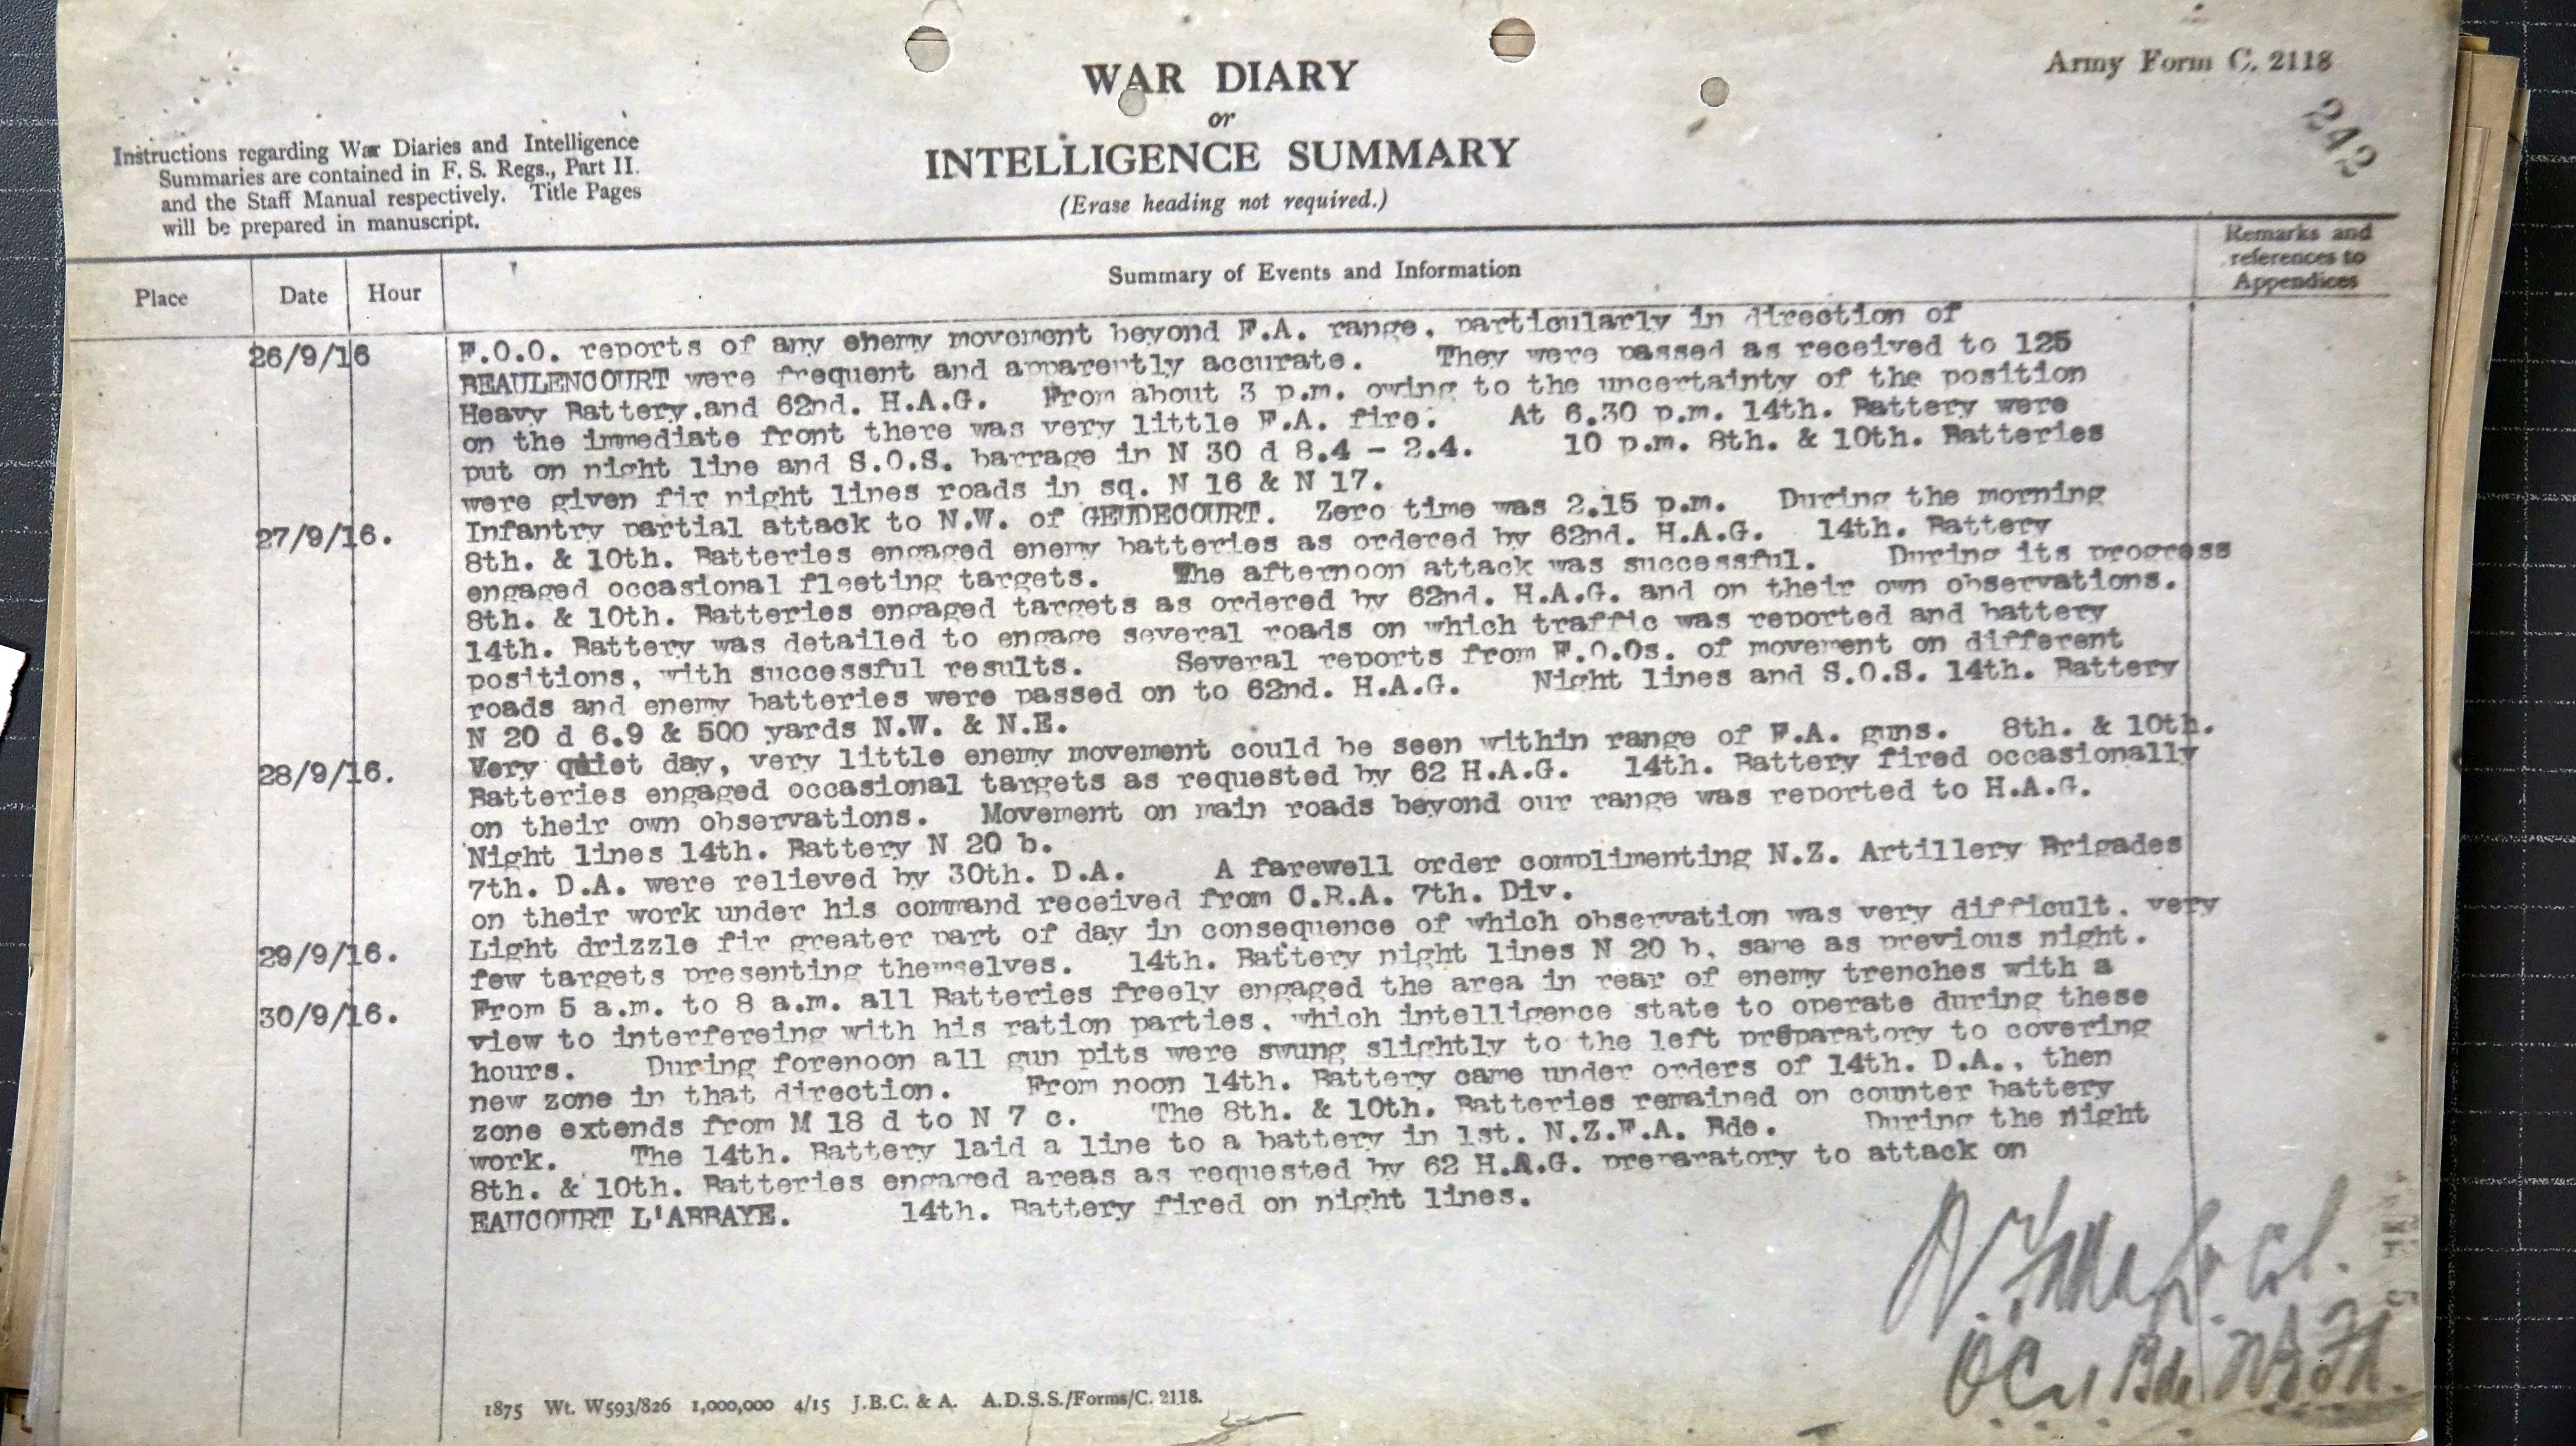 Army Form C. 2118
242
WAR DIARY
or
INTELLIGENCE SUMMARY
(Erase heading not required.)
Instructions regarding War Diaries and Intelligence
Summaries are contained in F. S. Regs., Part II.
and the Staff Manual respectively. Title Pages
will be prepared in manuscript.
Place
Date
Hour
Summary of Events and Information
Remarks and
references to
Appendices
26/9/16
F.O.O. reports of any enemy movement beyond F.A. range, particularly in direction of
BEAULENCOURT were frequent and apparently accurate. They were passed as received to 125
Heavy Battery.and 62nd. H.A.G. From about 3 p.m. owing to the uncertainty of the position
on the immediate front there was very little F.A. fire. At 6.30 p.m. 14th. Battery were
put on night line and S.O.S. barrage in N 30 d 8.4 - 2.4. 10 p.m. 8th. & 10th. Batteries
were given fir night lines roads in sq. N 16 & N 17.
27/9/16.
Infantry partial attack to N.W. of GEUDECOURT. Zero time was 2.15 p.m. During the morning
8th. & 10th. Batteries engaged enemy batteries as ordered by 62nd. H.A.G. 14th. Battery
engaged occasional fleeting targets. The afternoon attack was successful. During its progress
8th. & 10th. Batteries engaged targets as ordered by 62nd. H.A.G. and on their own observations.
14th. Battery was detailed to engage several roads on which traffic was reported and battery
positions, with successful results. Several reports from F.O.Os. of movement on different
roads and enemy batteries were passed on to 62nd. H.A.G. Night lines and S.O.S. 14th. Battery
N 20 d 6.9 & 500 yards N.W. & N.E.
28/9/16.
Very quiet day, very little enemy movement could be seen within range of F.A. guns. 8th. & 10th.
Batteries engaged occasional targets as requested by 62 H.A.G. 14th. Battery fired occasionally
on their own observations. Movement on main roads beyond our range was reported to H.A.G.
Night lines 14th. Battery N 20 b.
7th. D.A. were relieved by 30th. D.A. A farewell order complimenting N.Z. Artillery Brigades
on their work under his command received from C.R.A. 7th. Div.
29/9/16.
Light drizzle fir greater part of day in consequence of which observation was very difficult, very
few targets presenting themselves. 14th. Battery night lines N 20 b, same as previous night.
30/9/16.
From 5 a.m. to 8 a.m. all Batteries freely engaged the area in rear of enemy trenches with a
view to interfereing with his ration parties, which intelligence state to operate during these
hours. During forenoon all gun pits were swung slightly to the left preparatory to covering
new zone in that direction. From noon 14th. Battery came under orders of 14th. D.A., then
zone extends from M 18 d to N 7 c. The 8th. & 10th. Batteries remained on counter battery
work. The 14th. Battery laid a line to a battery in 1st. N.Z.F.A. Bde. During the night
8th. & 10th. Batteries engaged areas as requested by 62 H.A.G. preparatory to attack on
EAUCOURT L'ABBAYE. 14th. Battery fired on night lines.
Col.
OC Bde
1875 Wt. W593/826 1,000,000 4/15 J.B.C. & A. A.D.S.S./Forms/C. 2118.